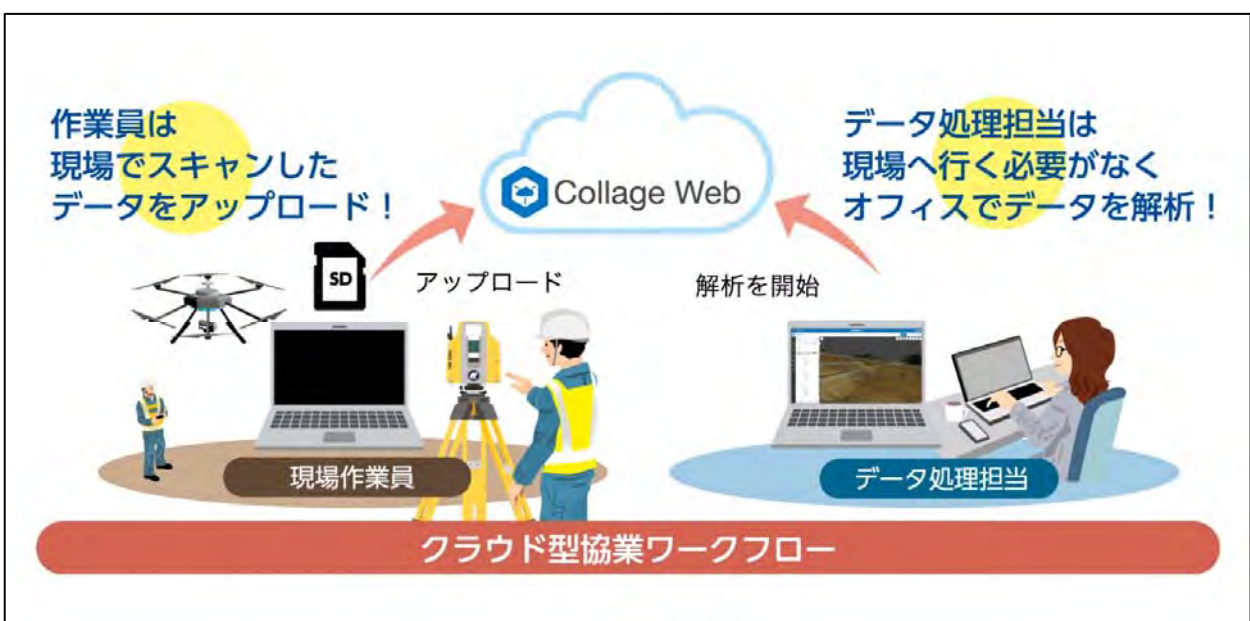 作業員は
現場でスキャンした
データをアップロード！
Collage Web
データ処理担当は
現場へ行く必要がなく
オフィスでデータを解析！
SD
アップロード
解析を開始
現場作業員
データ処理担当
クラウド型協業ワークフロー